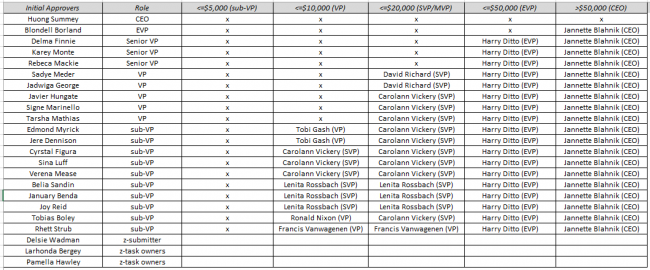 Initial Approvers Role <=$5,000 (sub-VP) <=$10,000 (VP) <=$20,000 (SVP/MVP) <=$50,000 (EVP) >$50,000 (CEO)
Huong Summey CEO x x x x x
Blondell Borland EVP x x x x Jannette Blahnik (CEO)
Delma Finnie Senior VP x x x Harry Ditto (EVP) Jannette Blahnik (CEO)
Karey Monte Senior VP x x x Harry Ditto (EVP) Jannette Blahnik (CEO)
Rebeca Mackie Senior VP x x x Harry Ditto (EVP) Jannette Blahnik (CEO)
Sadye Meder VP x x David Richard (SVP) Harry Ditto (EVP) Jannette Blahnik (CEO)
Jadwiga George VP x x David Richard (SVP) Harry Ditto (EVP) Jannette Blahnik (CEO)
Javier Hungate VP x x Carolann Vickery (SVP) Harry Ditto (EVP) Jannette Blahnik (CEO)
Signe Marinello VP x x Carolann Vickery (SVP) Harry Ditto (EVP) Jannette Blahnik (CEO)
Tarsha Mathias VP x x Carolann Vickery (SVP) Harry Ditto (EVP) Jannette Blahnik (CEO)
Edmond Myrick sub-VP x Tobi Gash (VP) Carolann Vickery (SVP) Harry Ditto (EVP) Jannette Blahnik (CEO)
Jere Dennison sub-VP x Tobi Gash (VP) Carolann Vickery (SVP) Harry Ditto (EVP) Jannette Blahnik (CEO)
Cyrstal Figura sub-VP x Carolann Vickery (SVP) Carolann Vickery (SVP) Harry Ditto (EVP) Jannette Blahnik (CEO)
Sina Luff sub-VP x Carolann Vickery (SVP) Carolann Vickery (SVP) Harry Ditto (EVP) Jannette Blahnik (CEO)
Verena Mease sub-VP x Carolann Vickery (SVP) Carolann Vickery (SVP) Harry Ditto (EVP) Jannette Blahnik (CEO)
Belia Sandin sub-VP x Lenita Rossbach (SVP) Lenita Rossbach (SVP) Harry Ditto (EVP) Jannette Blahnik (CEO)
January Benda sub-VP x Lenita Rossbach (SVP) Lenita Rossbach (SVP) Harry Ditto (EVP) Jannette Blahnik (CEO)
Joy Reid sub-VP x Lenita Rossbach (SVP) Lenita Rossbach (SVP) Harry Ditto (EVP) Jannette Blahnik (CEO)
Tobias Boley sub-VP x Ronald Nixon (VP) Carolann Vickery (SVP) Harry Ditto (EVP) Jannette Blahnik (CEO)
Rhett Strub sub-VP x Francis Vanwagenen (VP) Francis Vanwagenen (SVP) Harry Ditto (EVP) Jannette Blahnik (CEO)
Delsie Wadman z-submitter
Larhonda Bergey z-task owners
Pamella Hawley z-task owners